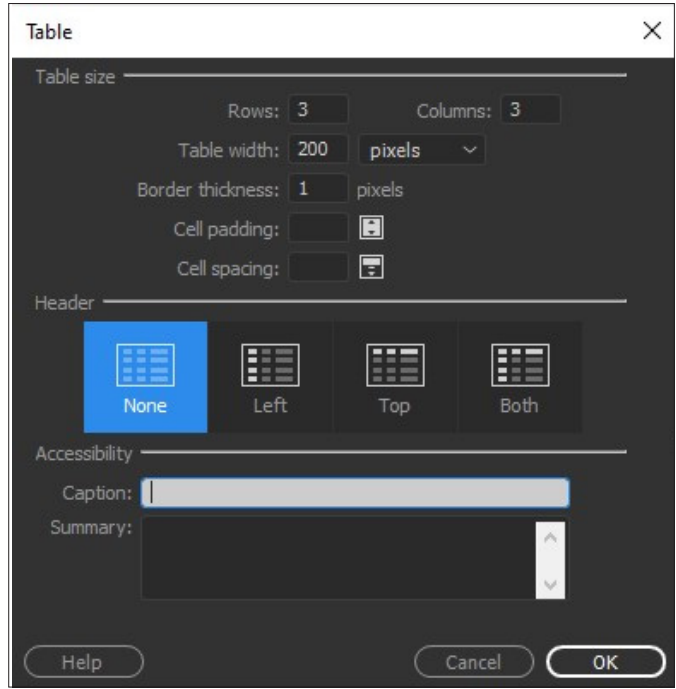 Table
Table size
Rows: 3 Columns: 3
Table width: 200 pixels
Border thickness: 1 pixels
Cell padding:
Cell spacing:
Header
None Left Top Both
Accessibility
Caption:
Summary:
Help Cancel OK